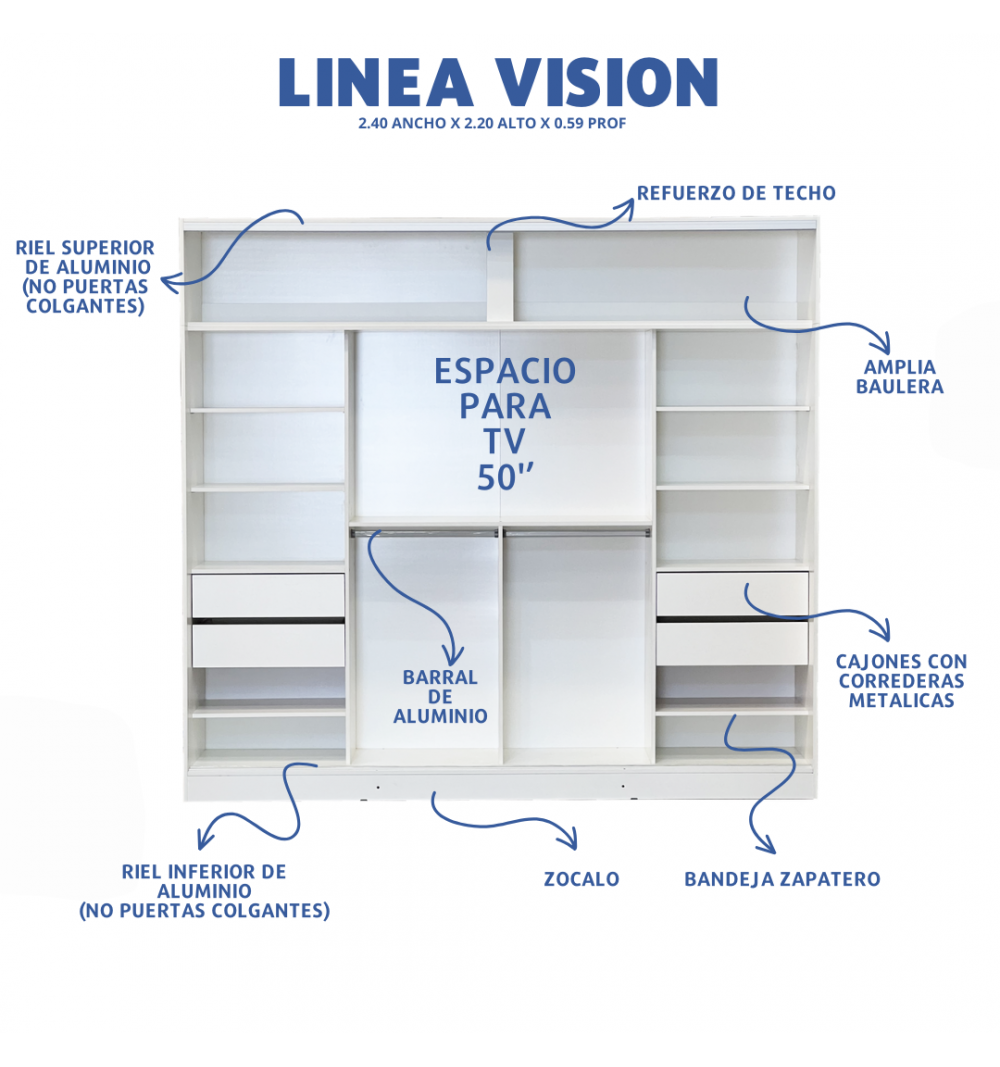 LINEA VISION
2.40 ANCHO X 2.20 ALTO X 0.59 PROF
REFUERZO DE TECHO
RIEL SUPERIOR
DE ALUMINIO
(NO PUERTAS
COLGANTES)
AMPLIA
BAULERA
ESPACIO
PARA
TV
50''
BARRAL
DE
ALUMINIO
CAJONES CON
CORREDERAS
METALICAS
RIEL INFERIOR DE
ALUMINIO
(NO PUERTAS COLGANTES)
ZOCALO
BANDEJA ZAPATERO